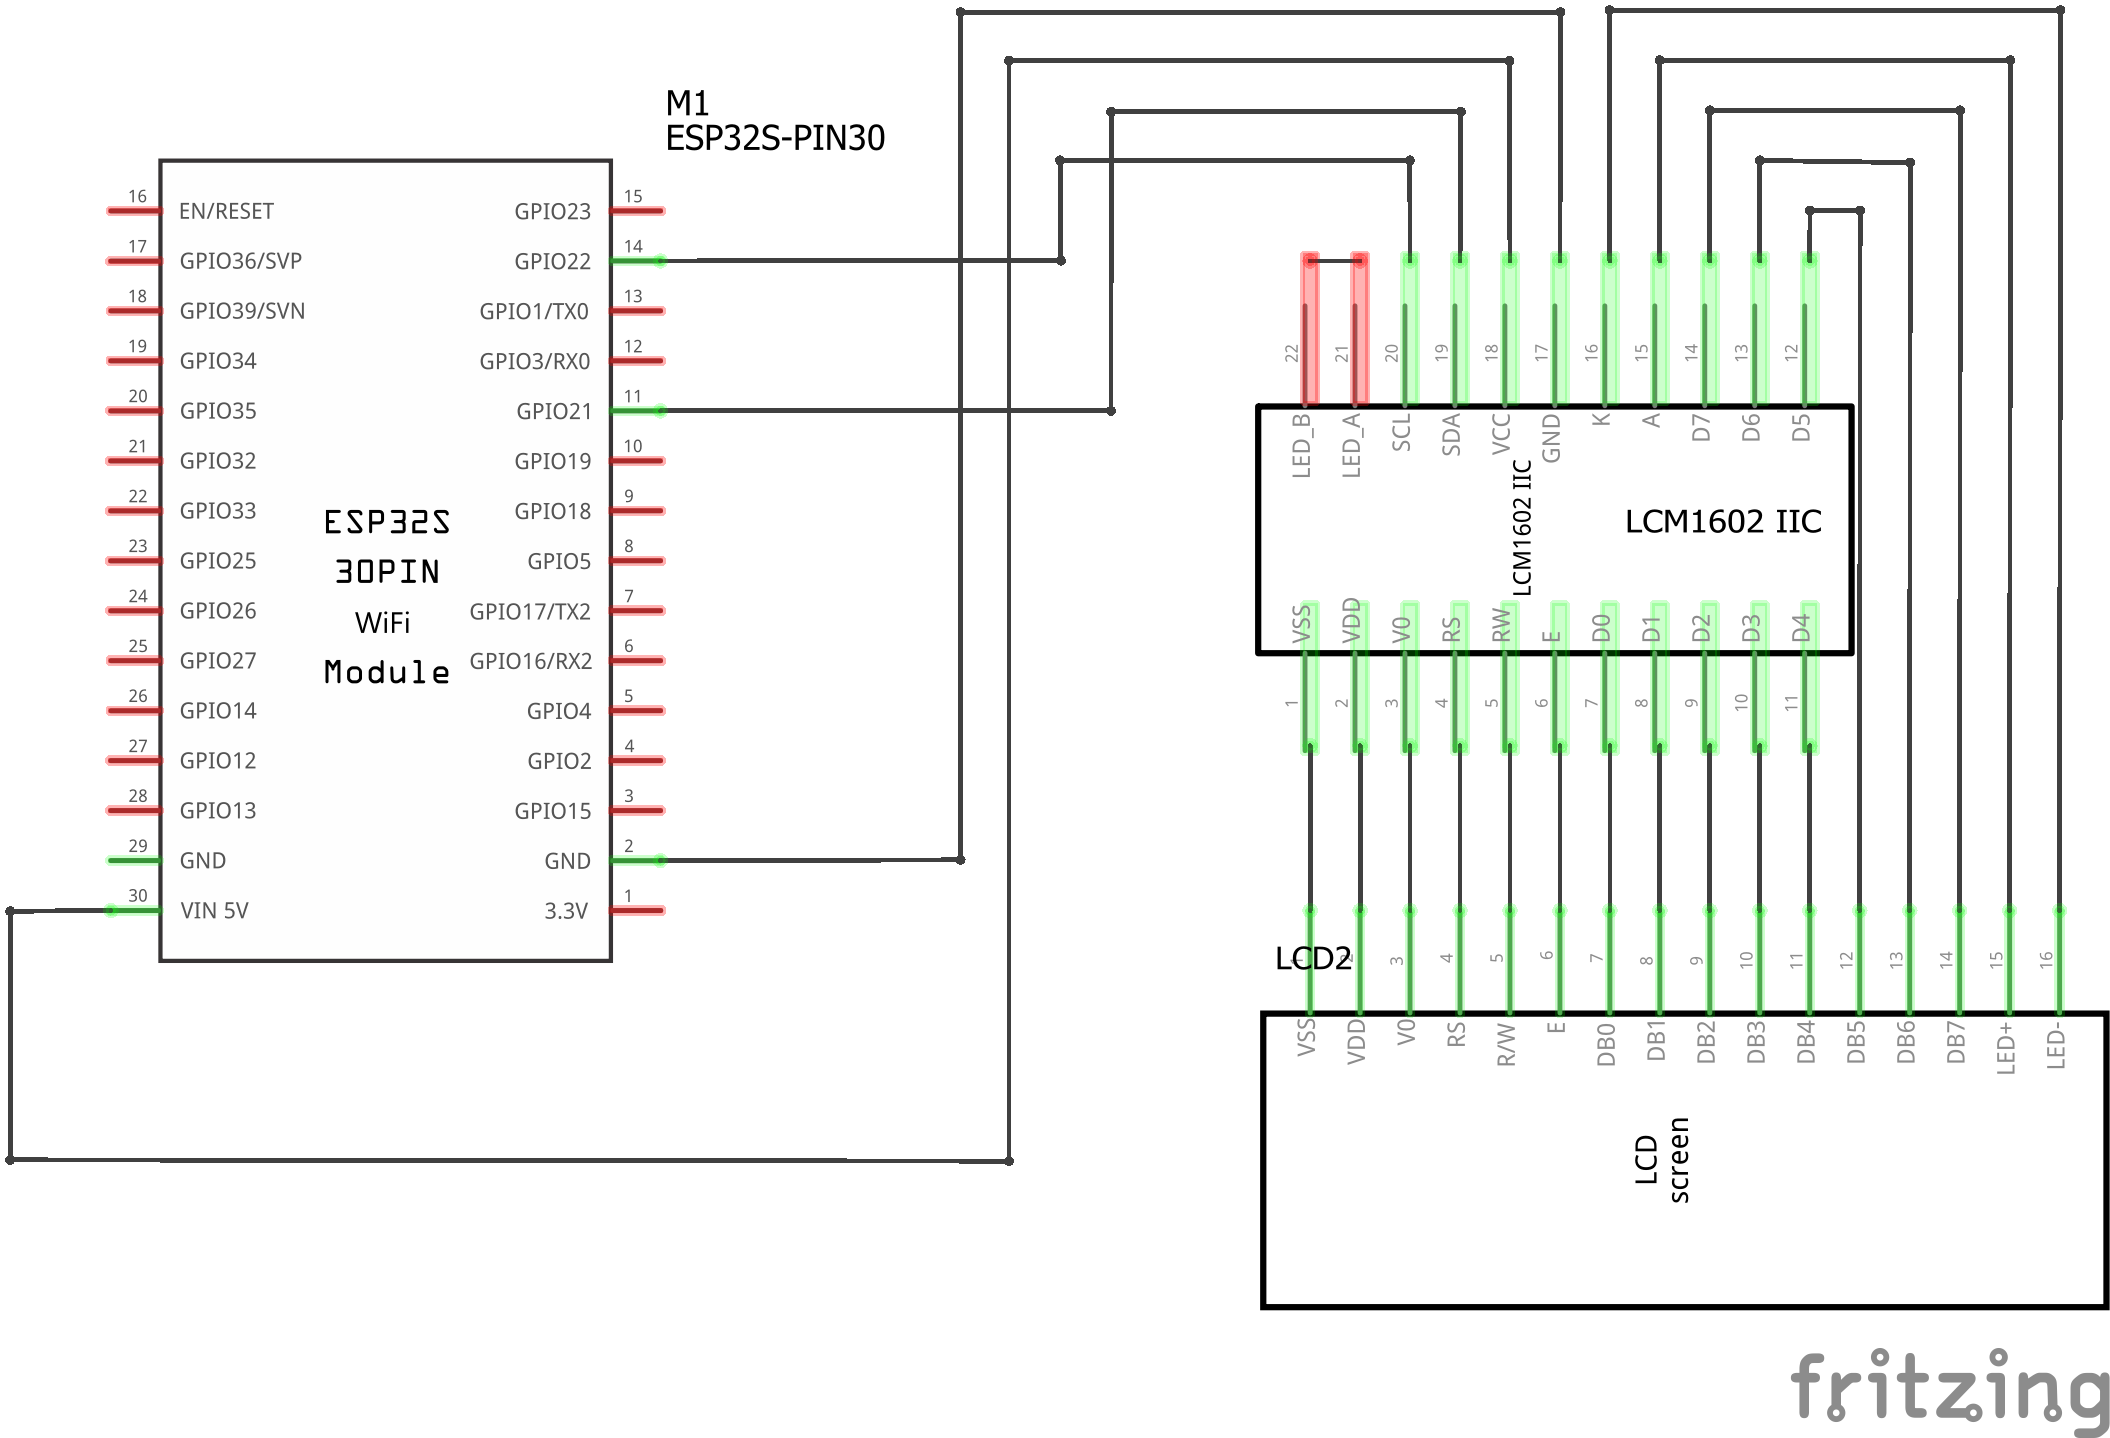 M1
ESP32S-PIN30
16 EN/RESET GPIO23 15
17 GPIO36/SVP GPIO22 14
18 GPIO39/SVN GPIO1/TX0 13
19 GPIO34 GPIO3/RX0 12
20 GPIO35 GPIO21 11
21 GPIO32 GPIO19 10
22 GPIO33 GPIO18 9
23 GPIO25 GPIO5 8
24 GPIO26 GPIO17/TX2 7
25 GPIO27 GPIO16/RX2 6
26 GPIO14 GPIO4 5
27 GPIO12 GPIO2 4
28 GPIO13 GPIO15 3
29 GND GND 2
30 VIN 5V 3.3V 1
ESP32S
30PIN
WiFi
Module
22 21 20 19 18 17 16 15 14 13 12
LED_B LED_A SCL SDA VCC GND K A D7 D6 D5
LCM1602 IIC
LCM1602 IIC
VSS VDD V0 RS RW E D0 D1 D2 D3 D4
1 2 3 4 5 6 7 8 9 10 11
LCD2
1 2 3 4 5 6 7 8 9 10 11 12 13 14 15 16
VSS VDD V0 RS R/W E DB0 DB1 DB2 DB3 DB4 DB5 DB6 DB7 LED+ LED-
LCD
screen
fritzing